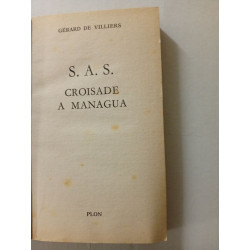 GÉRARD DE VILLIERS
S. A. S.
CROISADE
A MANAGUA
PLON